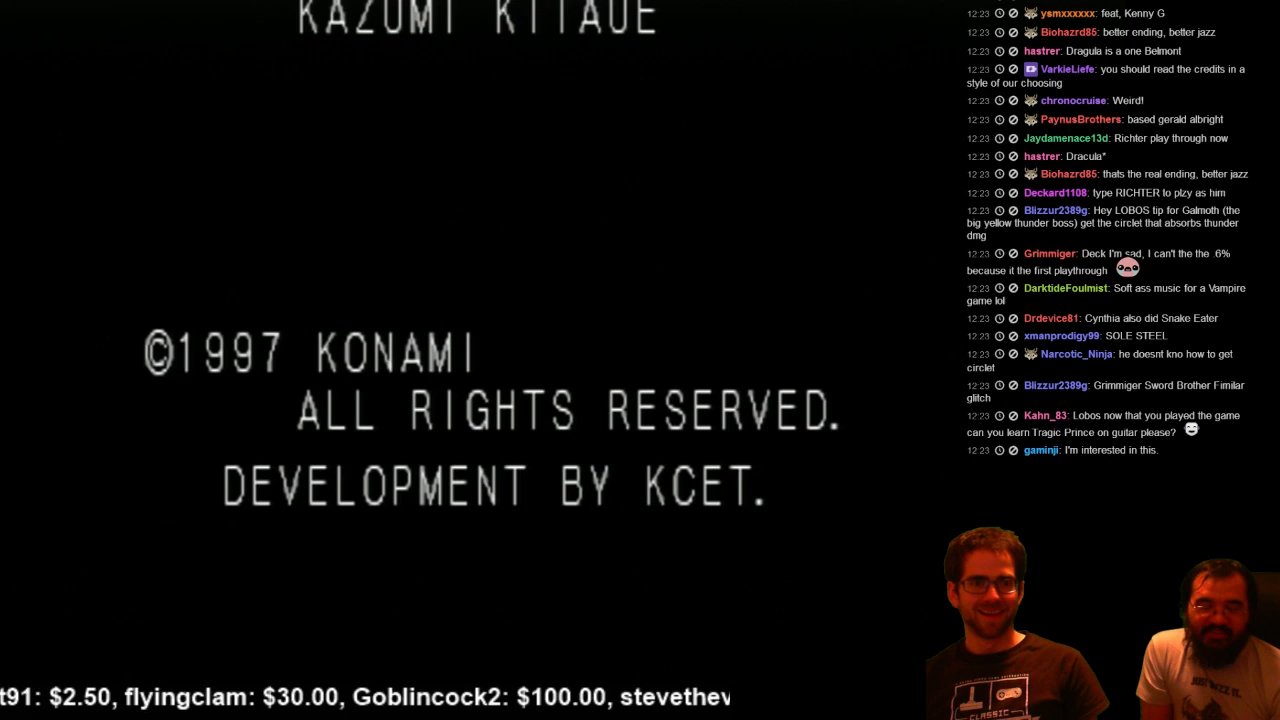 KAZUMI KITAUE
©1997 KONAMI
ALL RIGHTS RESERVED.
DEVELOPMENT BY KCET.
t91: $2.50, flyingclam: $30.00, Goblincock2: $100.00, stevethev
12:23 ysmxxxxxx: feat, Kenny G
12:23 Biohazrd85: better ending, better jazz
12:23 hastrer: Dragula is a one Belmont
12:23 VarkieLiefe: you should read the credits in a
style of our choosing
12:23 chronocruise: Weird!
12:23 PaynusBrothers: based gerald albright
12:23 Jaydamenace13d: Richter play through now
12:23 hastrer: Dracula*
12:23 Biohazrd85: thats the real ending, better jazz
12:23 Deckard1108: type RICHTER to plzy as him
12:23 Blizzur2389g: Hey LOBOS tip for Galmoth (the
big yellow thunder boss) get the circlet that absorbs thunder
dmg
12:23 Grimmiger: Deck I'm sad, I can't the the .6%
because it the first playthrough
12:23 DarktideFoulmist: Soft ass music for a Vampire
game lol
12:23 Drdevice81: Cynthia also did Snake Eater
12:23 xmanprodigy99: SOLE STEEL
12:23 Narcotic_Ninja: he doesnt kno how to get
circlet
12:23 Blizzur2389g: Grimmiger Sword Brother Fimilar
glitch
12:23 Kahn_83: Lobos now that you played the game
can you learn Tragic Prince on guitar please?
12:23 gaminji: I'm interested in this.
CLASSIC